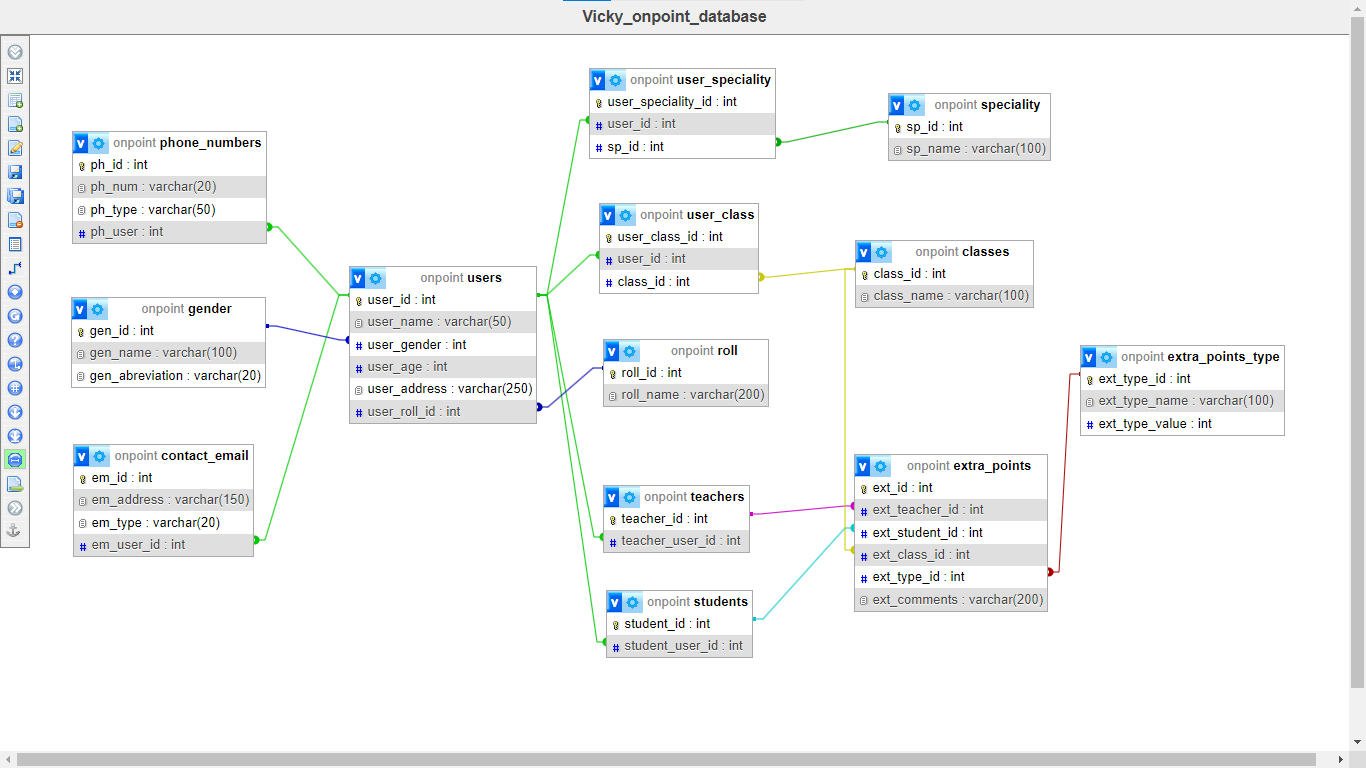 Vicky_onpoint_database
v onpoint phone_numbers
ph_id : int
ph_num : varchar(20)
ph_type : varchar(50)
# ph_user : int
v onpoint gender
gen_id : int
gen_name : varchar(100)
gen_abreviation : varchar(20)
v onpoint contact_email
em_id : int
em_address : varchar(150)
em_type : varchar(20)
# em_user_id : int
v onpoint users
user_id : int
user_name : varchar(50)
# user_gender : int
# user_age : int
user_address : varchar(250)
# user_roll_id : int
v onpoint user_speciality
user_speciality_id : int
# user_id : int
# sp_id : int
v onpoint user_class
user_class_id : int
# user_id : int
# class_id : int
v onpoint roll
roll_id : int
roll_name : varchar(200)
v onpoint teachers
teacher_id : int
# teacher_user_id : int
v onpoint students
student_id : int
# student_user_id : int
v onpoint speciality
sp_id : int
sp_name : varchar(100)
v onpoint classes
class_id : int
class_name : varchar(100)
v onpoint extra_points
ext_id : int
# ext_teacher_id : int
# ext_student_id : int
# ext_class_id : int
# ext_type_id : int
ext_comments : varchar(200)
v onpoint extra_points_type
ext_type_id : int
ext_type_name : varchar(100)
# ext_type_value : int